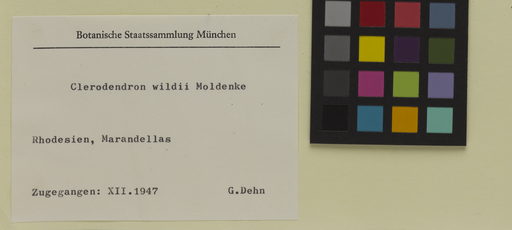 Botanische Staatssammlung München
Clerodendron wildii Moldenke
Rhodesien, Marandellas
Zugegangen: XII.1947 G.Dehn